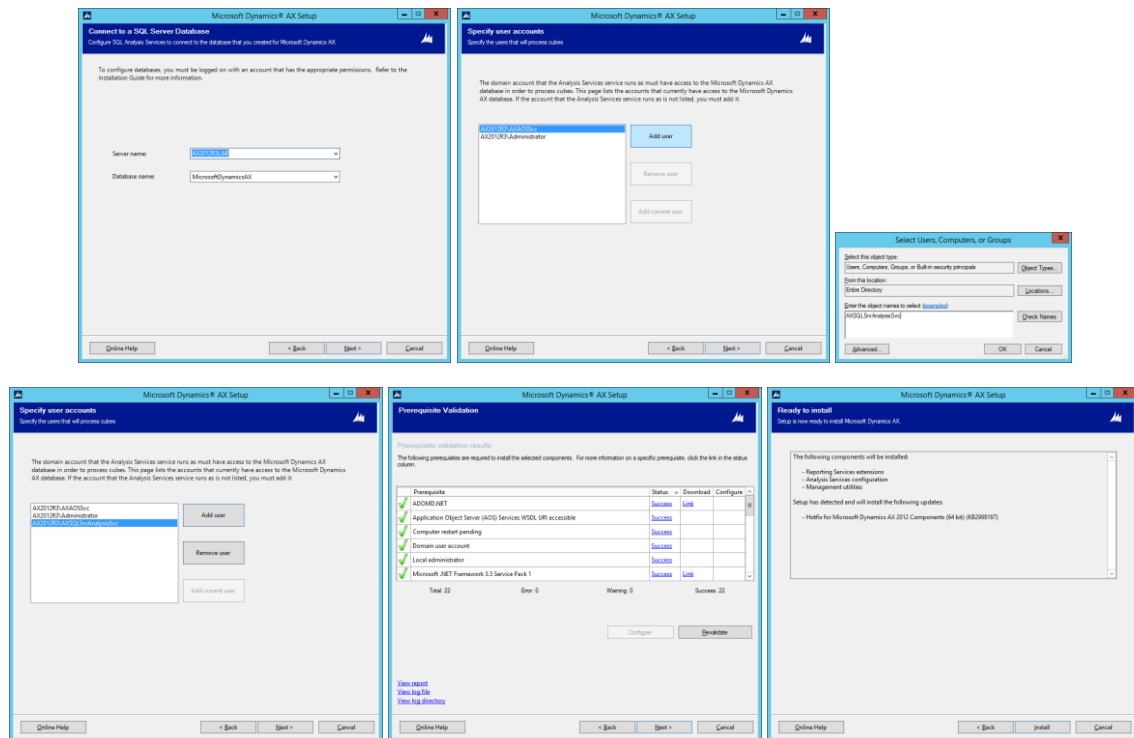 Microsoft Dynamics® AX Setup
Connect to a SQL Server
Database
Configure SQL Analysis Services to connect to the database that you created for Microsoft Dynamics AX.
To configure databases, you must be logged on with an account that has the appropriate permissions. Refer to the
Installation Guide for more information.
Server name:
AX2012R3LAB
Database name:
MicrosoftDynamicsAX
Online Help
< Back
Next >
Cancel
Microsoft Dynamics® AX Setup
Specify user accounts
Specify the users that will process cubes
The domain account that the Analysis Services service runs as must have access to the Microsoft Dynamics AX
database in order to process cubes. This page lists the accounts that currently have access to the Microsoft Dynamics
AX database. If the account that the Analysis Services service runs as is not listed, you must add it.
AX2012R3\AXAOSSvc
AX2012R3\Administrator
Add user
Remove user
Add current user
Online Help
< Back
Next >
Cancel
Select Users, Computers, or Groups
Select this object type:
Users, Computers, Groups, or Built-in security principals
Object Types...
From this location:
Entire Directory
Locations...
Enter the object names to select (examples):
AXSQLSrvAnalysisSvc
Check Names
Advanced...
OK
Cancel
Microsoft Dynamics® AX Setup
Specify user accounts
Specify the users that will process cubes
The domain account that the Analysis Services service runs as must have access to the Microsoft Dynamics AX
database in order to process cubes. This page lists the accounts that currently have access to the Microsoft Dynamics
AX database. If the account that the Analysis Services service runs as is not listed, you must add it.
AX2012R3\AXAOSSvc
AX2012R3\Administrator
AX2012R3\AXSQLSrvAnalysisSvc
Add user
Remove user
Add current user
Online Help
< Back
Next >
Cancel
Microsoft Dynamics® AX Setup
Prerequisite Validation
Prerequisite validation results
The following prerequisites are required to install the selected components. For more information on a specific prerequisite, click the link in the status
column.
Prerequisite Status Download Configure
ADOMD.NET Success Link
Application Object Server (AOS) Services WSDL URI accessible Success
Computer restart pending Success
Domain user account Success
Local administrator Success
Microsoft .NET Framework 3.5 Service Pack 1 Success Link
Total: 22 Error: 0 Warning: 0 Success: 22
Configure
Revalidate
View report
View log file
View log directory
Online Help
< Back
Next >
Cancel
Microsoft Dynamics® AX Setup
Ready to install
Setup is now ready to install Microsoft Dynamics AX.
The following components will be installed:
- Reporting Services extensions
- Analysis Services configuration
- Management utilities
Setup has detected and will install the following updates:
- Hotfix for Microsoft Dynamics AX 2012 Components (64 bit) (KB2998197)
Online Help
< Back
Install
Cancel